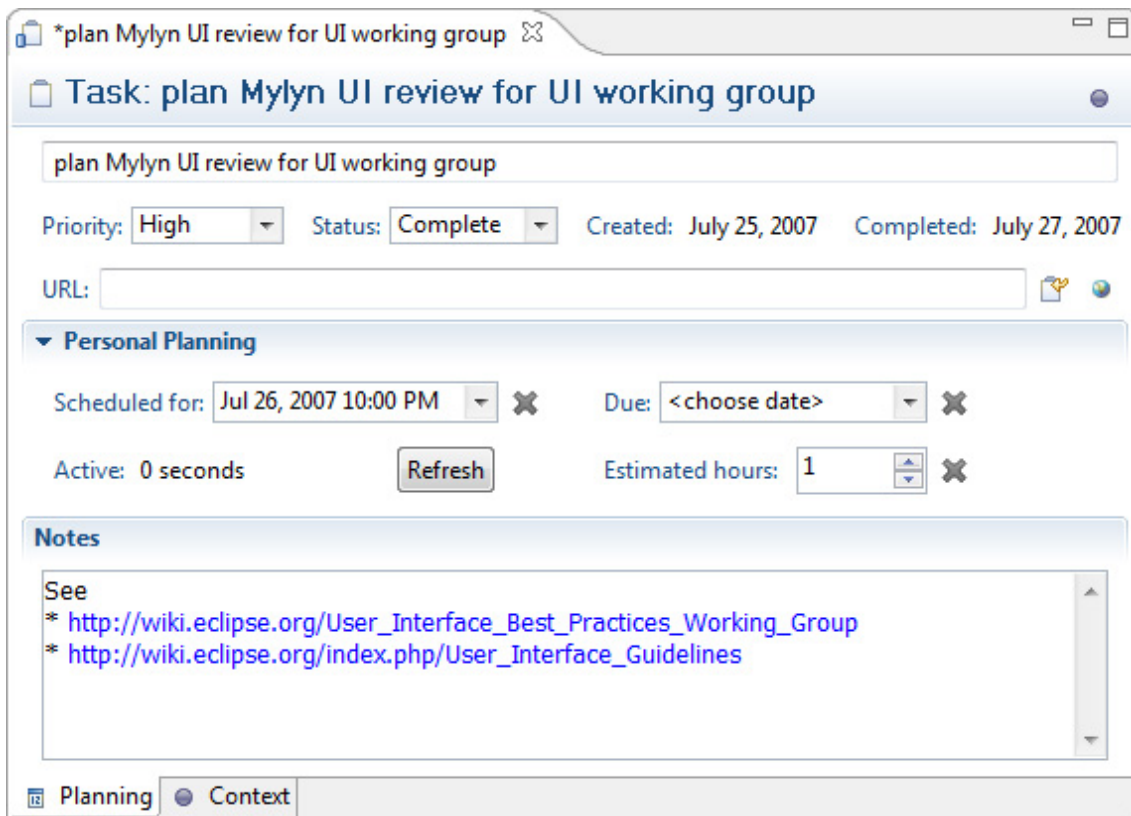 *plan Mylyn UI review for UI working group
Task: plan Mylyn UI review for UI working group
plan Mylyn UI review for UI working group
Priority: High Status: Complete Created: July 25, 2007 Completed: July 27, 2007
URL:
Personal Planning
Scheduled for: Jul 26, 2007 10:00 PM Due: <choose date>
Active: 0 seconds Refresh Estimated hours: 1
Notes
See
* http://wiki.eclipse.org/User_Interface_Best_Practices_Working_Group
* http://wiki.eclipse.org/index.php/User_Interface_Guidelines
12 Planning Context